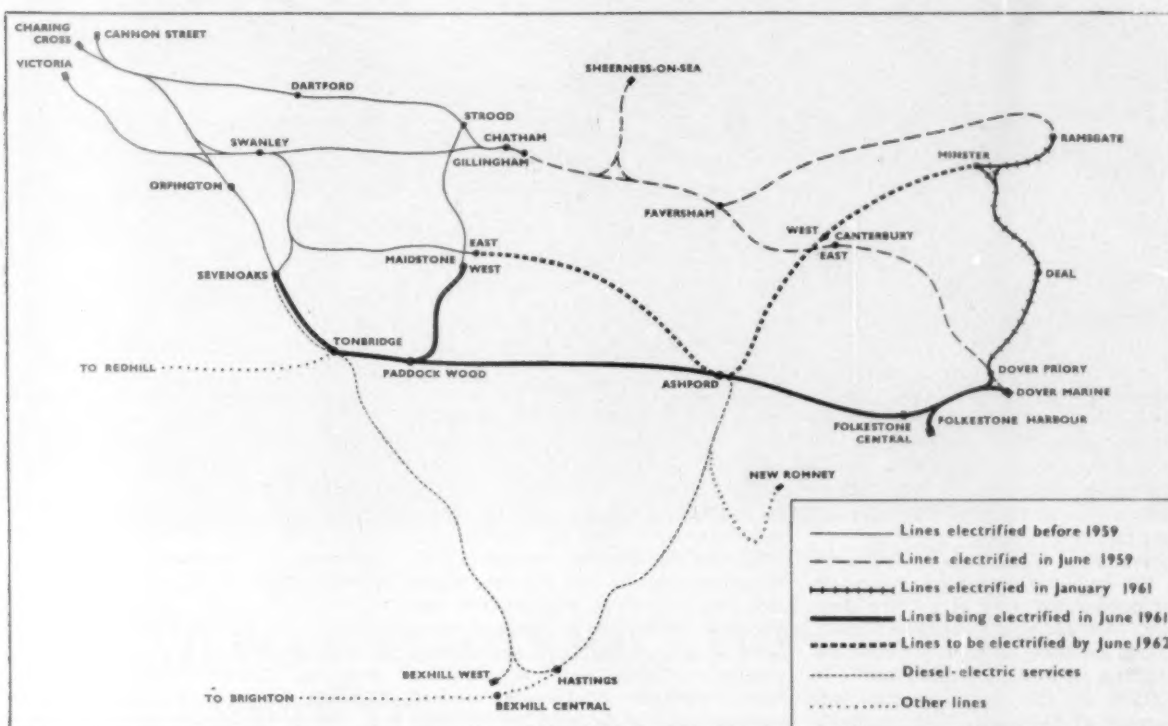 CHARING
CROSS
CANNON STREET
VICTORIA
DARTFORD
SHEERNESS-ON-SEA
STROOD
CHATHAM
GILLINGHAM
SWANLEY
RAMSGATE
MINSTER
ORPINGTON
FAVERSHAM
WEST
CANTERBURY
EAST
EAST
MAIDSTONE
WEST
SEVENOAKS
DEAL
TONBRIDGE
TO REDHILL
PADDOCK WOOD
ASHFORD
DOVER PRIORY
DOVER MARINE
FOLKESTONE
CENTRAL
FOLKESTONE HARBOUR
NEW ROMNEY
BEXHILL WEST
HASTINGS
TO BRIGHTON
BEXHILL CENTRAL
Lines electrified before 1959
Lines electrified in June 1959
Lines electrified in January 1961
Lines being electrified in June 1961
Lines to be electrified by June 1962
Diesel-electric services
Other lines